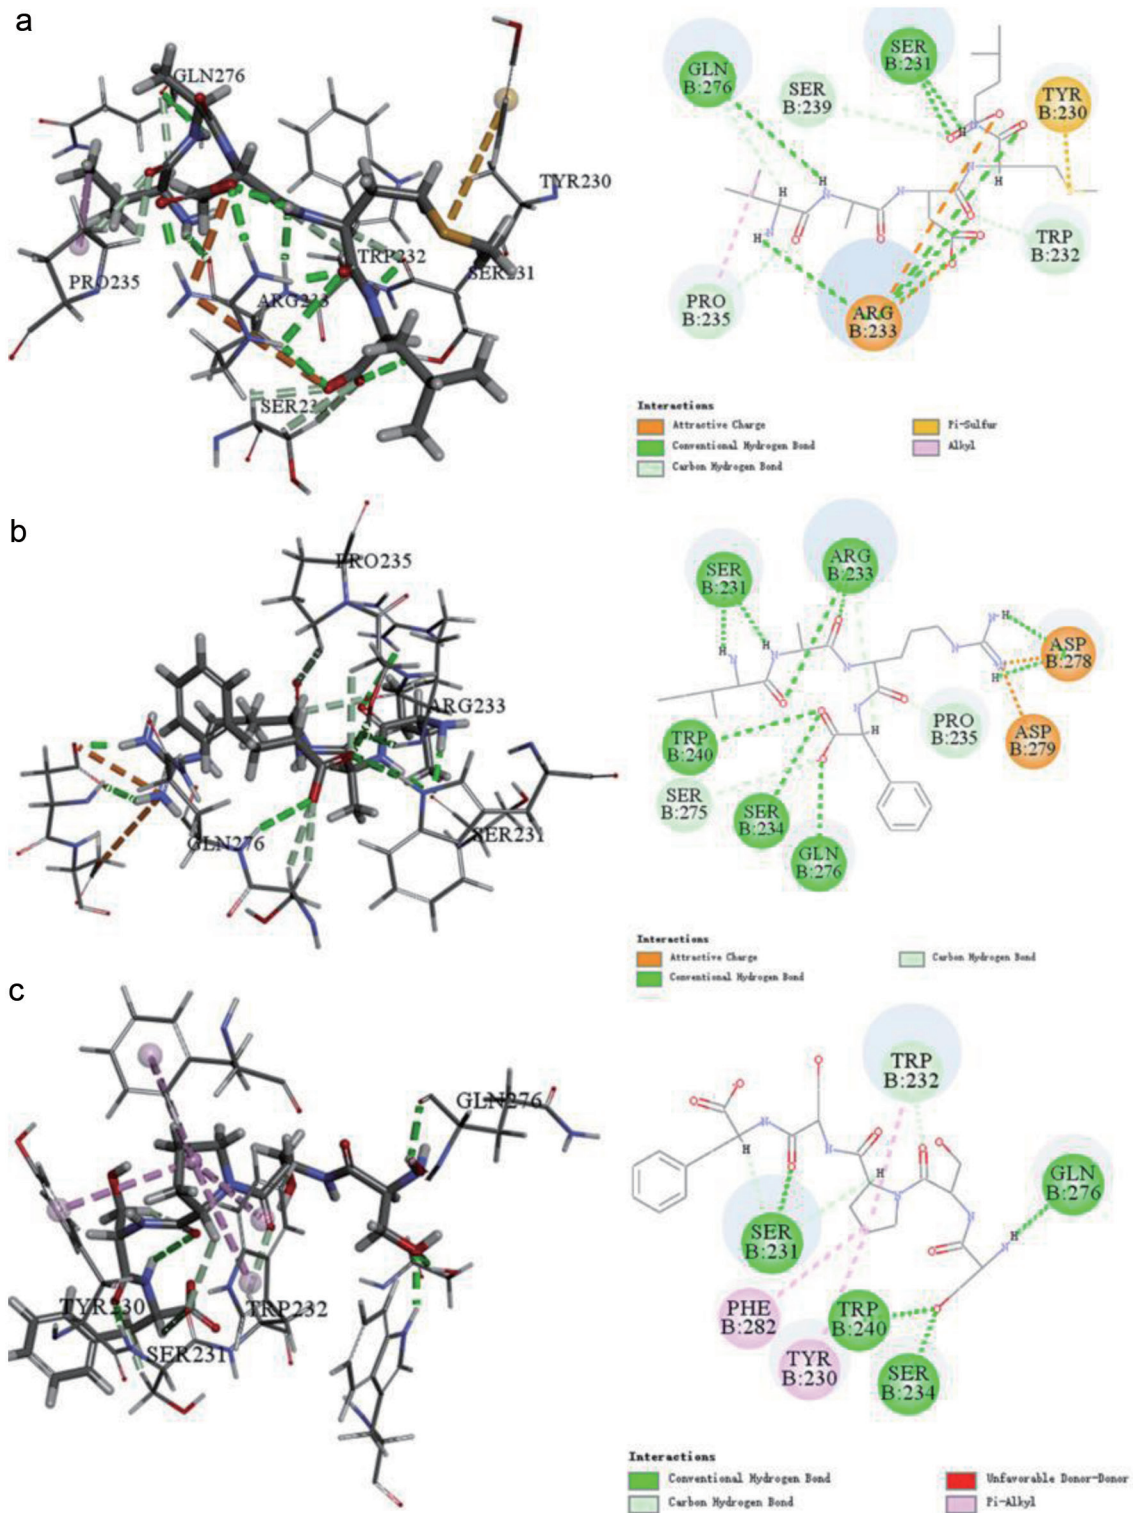 a
GLN276
TYR230
TRP232
SER231
PRO235
ARG233
SER23
GLN
B:276
SER
B:239
SER
B:231
TYR
B:230
TRP
B:232
PRO
B:235
ARG
B:233
H
N
O
Interactions
Attractive Charge
Conventional Hydrogen Bond
Carbon Hydrogen Bond
Pi-Sulfur
Alkyl
b
PRO235
ARG233
SER231
GLN276
SER
B:231
ARG
B:233
ASP
B:278
ASP
B:279
PRO
B:235
TRP
B:240
SER
B:275
SER
B:234
GLN
B:276
Interactions
Attractive Charge
Conventional Hydrogen Bond
Carbon Hydrogen Bond
c
GLN276
TYR230
TRP232
SER231
TRP
B:232
GLN
B:276
SER
B:231
PHE
B:282
TRP
B:240
TYR
B:230
SER
B:234
Interactions
Conventional Hydrogen Bond
Carbon Hydrogen Bond
Unfavorable Donor-Donor
Pi-Alkyl